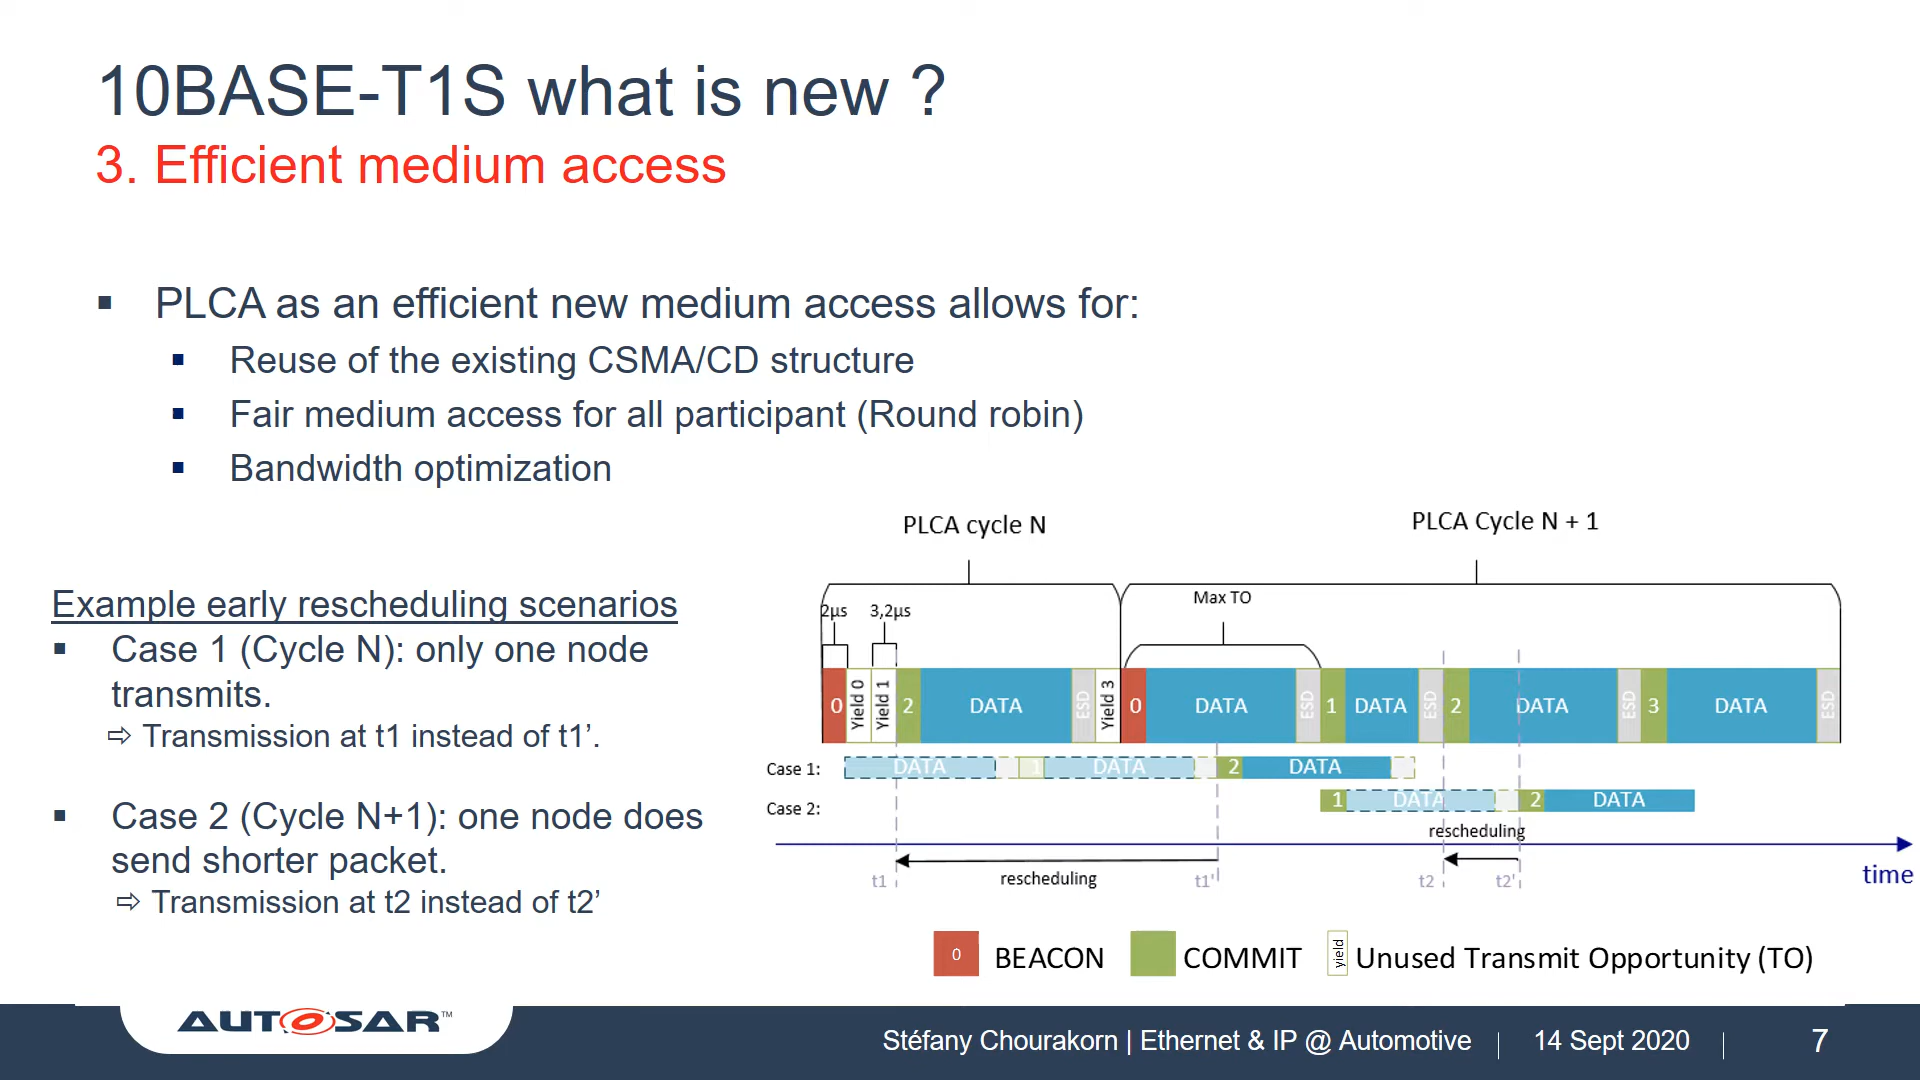 10BASE-T1S what is new ?
3. Efficient medium access
▪ PLCA as an efficient new medium access allows for:
▪ Reuse of the existing CSMA/CD structure
▪ Fair medium access for all participant (Round robin)
▪ Bandwidth optimization
Example early rescheduling scenarios
▪ Case 1 (Cycle N): only one node
transmits.
⇨ Transmission at t1 instead of t1’.
▪ Case 2 (Cycle N+1): one node does
send shorter packet.
⇨ Transmission at t2 instead of t2’
PLCA cycle N
PLCA Cycle N + 1
2µs
3,2µs
Max TO
0 Yield 0 Yield 1 2 DATA ESD Yield 3 0 DATA ESD 1 DATA ESD 2 DATA ESD 3 DATA ESD
Case 1: DATA 1 DATA 2 DATA
Case 2: 1 DATA 2 DATA
rescheduling
t1 rescheduling t1' t2 t2'
time
0 BEACON COMMIT yield Unused Transmit Opportunity (TO)
AUTOSAR™
Stéfany Chourakorn | Ethernet & IP @ Automotive | 14 Sept 2020 | 7